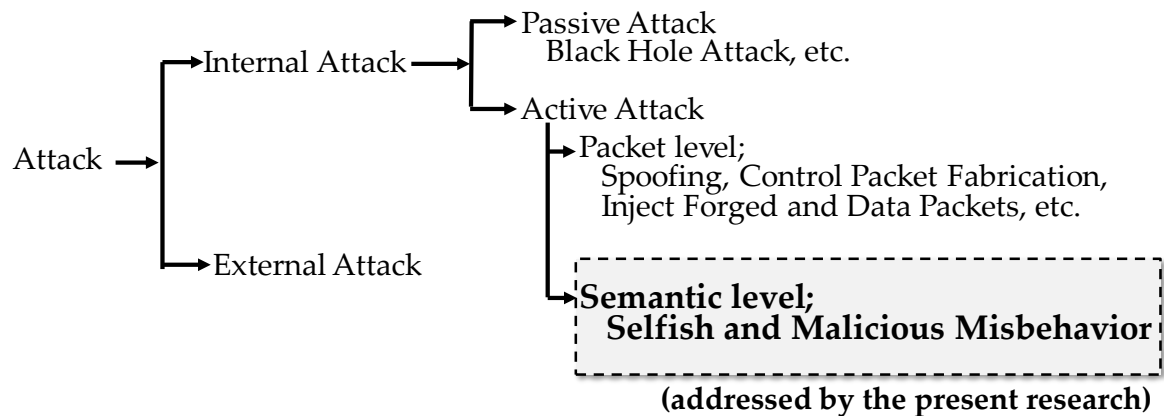 Passive Attack
Black Hole Attack, etc.
Internal Attack
Active Attack
Attack
Packet level;
Spoofing, Control Packet Fabrication,
Inject Forged and Data Packets, etc.
External Attack
Semantic level;
Selfish and Malicious Misbehavior
(addressed by the present research)